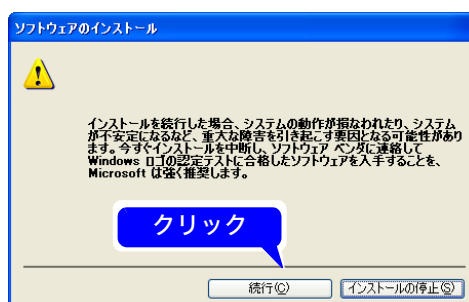 ソフトウェアのインストール
インストールを続行した場合、システムの動作が損なわれたり、システム
が不安定になるなど、重大な障害を引き起こす要因となる可能性があり
ます。今すぐインストールを中断し、ソフトウェア ベンダに連絡して
Windows ロゴの認定テストに合格したソフトウェアを入手することを、
Microsoft は強く推奨します。
クリック
続行(C)
インストールの停止(S)